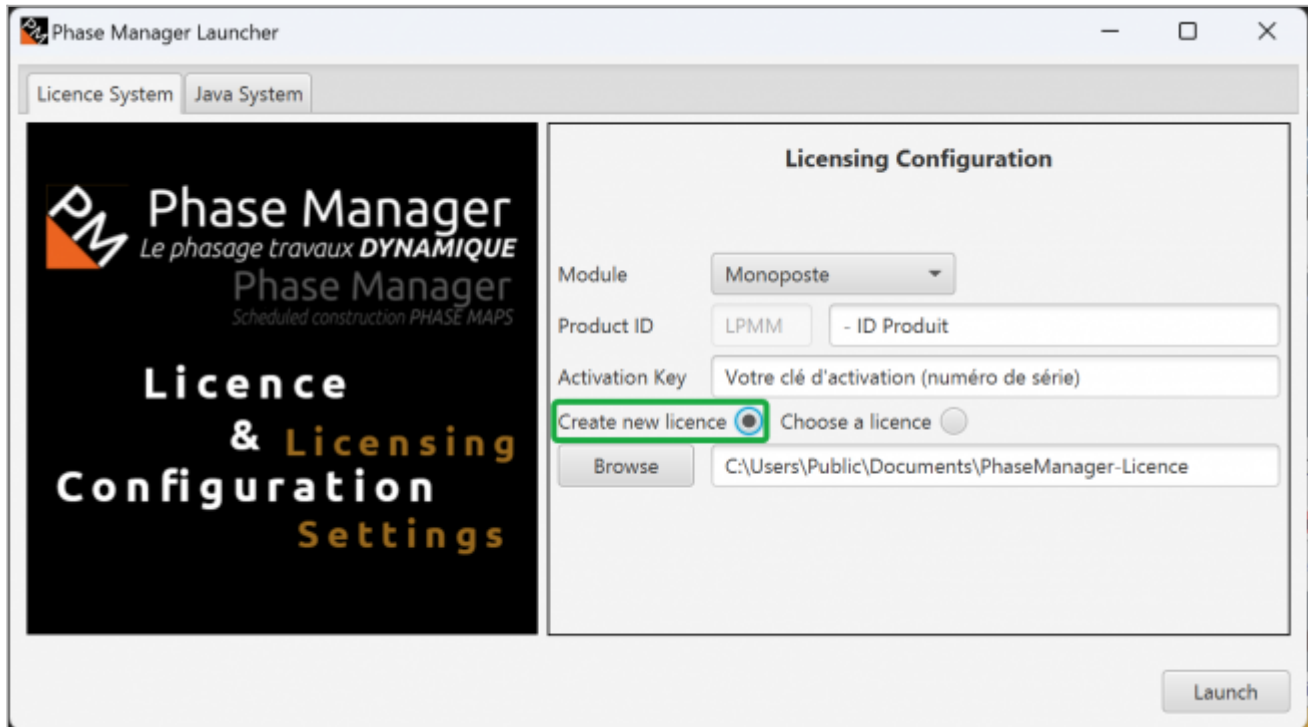 Phase Manager Launcher
Licence System Java System
PM Phase Manager
Le phasage travaux DYNAMIQUE
Phase Manager
Scheduled construction PHASE MAPS
Licence
& Licensing
Configuration
Settings
Licensing Configuration
Module Monoposte
Product ID LPMM - ID Produit
Activation Key Votre clé d'activation (numéro de série)
Create new licence Choose a licence
Browse C:\Users\Public\Documents\PhaseManager-Licence
Launch